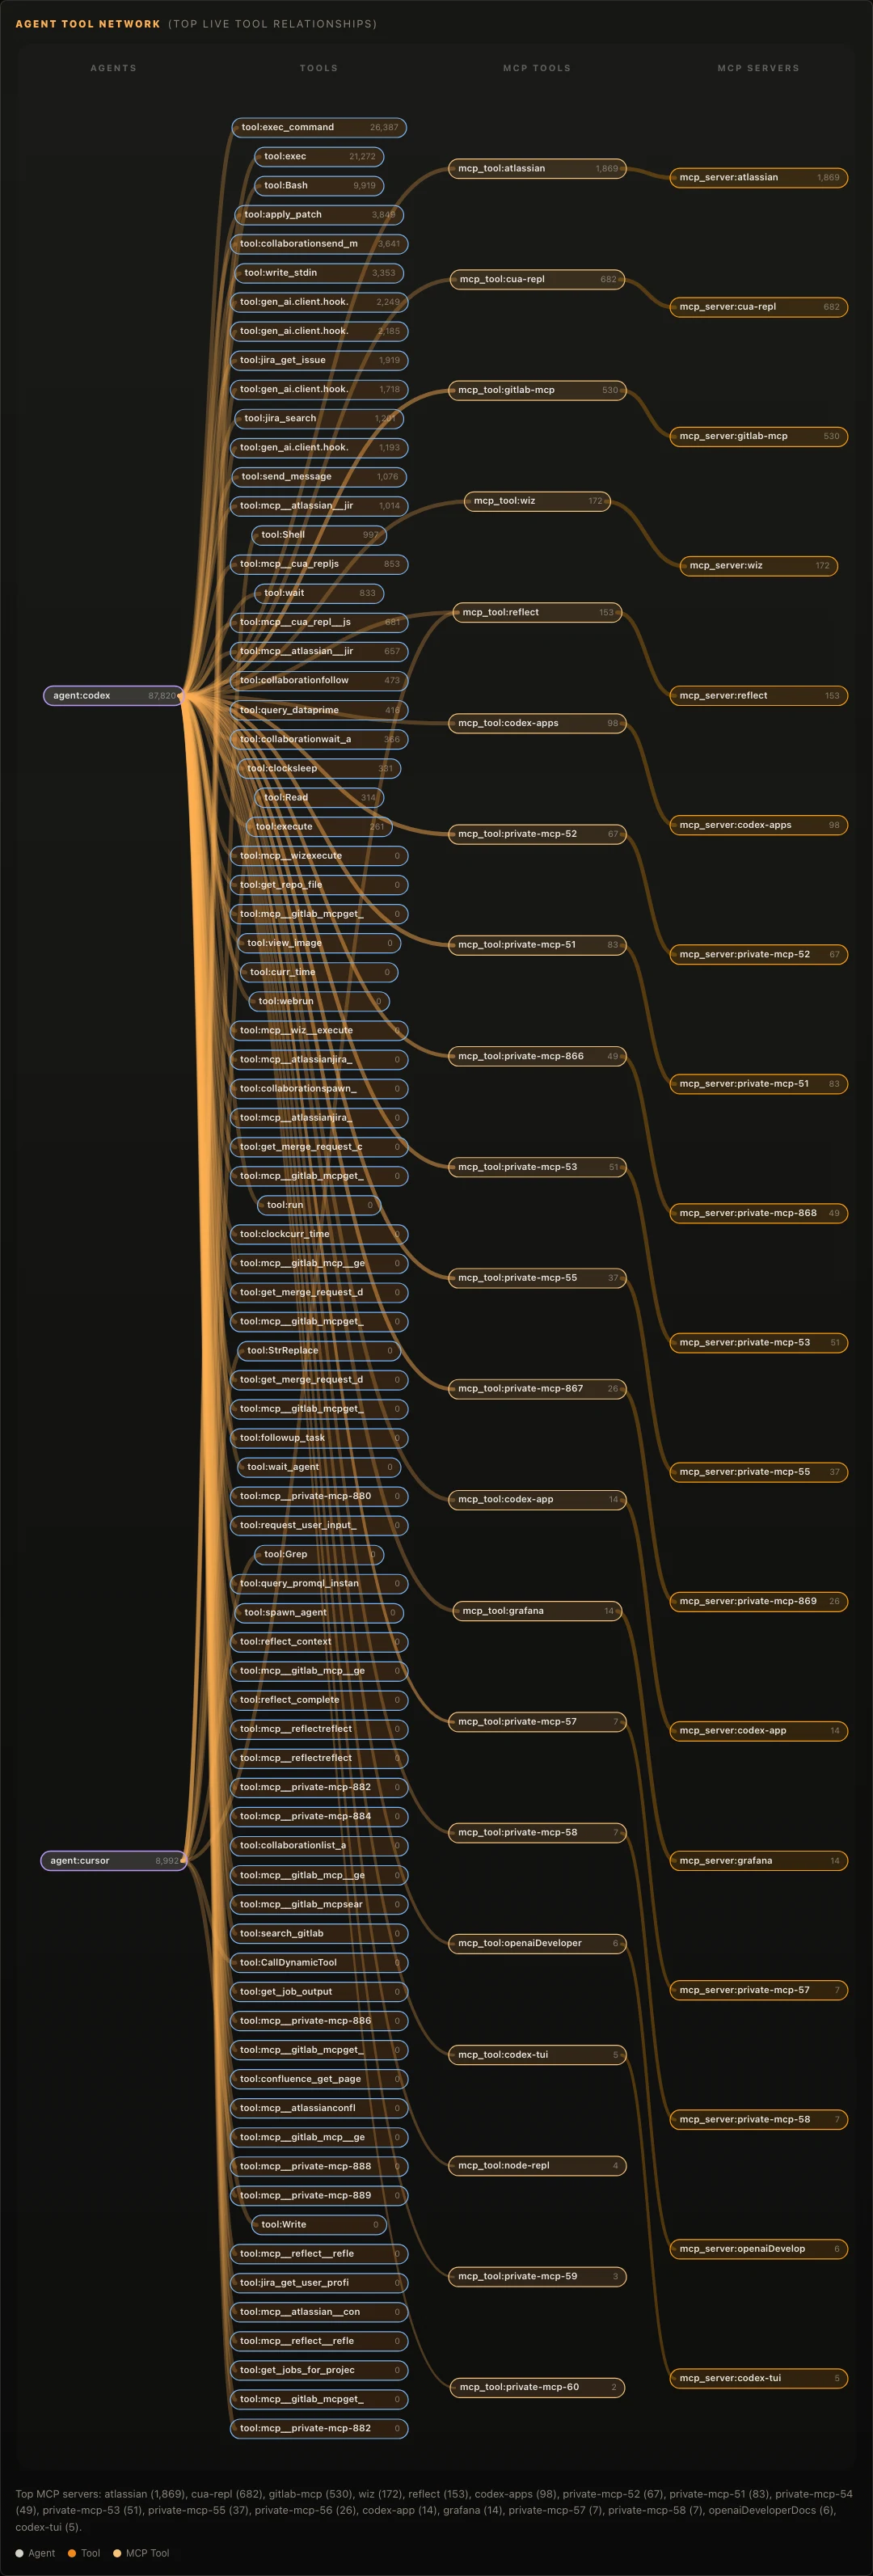 AGENT TOOL NETWORK (TOP LIVE TOOL RELATIONSHIPS)
AGENTS
TOOLS
MCP TOOLS
MCP SERVERS
agent:codex 87,820
agent:cursor 8,992
tool:exec_command 26,387
tool:exec 21,272
tool:Bash 9,919
tool:apply_patch 3,849
tool:collaborationsend_m 3,641
tool:write_stdin 3,353
tool:gen_ai.client.hook. 2,249
tool:gen_ai.client.hook. 2,185
tool:jira_get_issue 1,919
tool:gen_ai.client.hook. 1,718
tool:jira_search 1,201
tool:gen_ai.client.hook. 1,193
tool:send_message 1,076
tool:mcp__atlassian__jir 1,014
tool:Shell 997
tool:mcp__cua_repljs 853
tool:wait 833
tool:mcp__cua_repl__js 681
tool:mcp__atlassian__jir 657
tool:collaborationfollow 473
tool:query_dataprime 416
tool:collaborationwait_a 366
tool:clocksleep 331
tool:Read 314
tool:execute 261
tool:mcp__wizexecute 0
tool:get_repo_file 0
tool:mcp__gitlab_mcpget_ 0
tool:view_image 0
tool:curr_time 0
tool:webrun 0
tool:mcp__wiz__execute 0
tool:mcp__atlassianjira_ 0
tool:collaborationspawn_ 0
tool:mcp__atlassianjira_ 0
tool:get_merge_request_c 0
tool:mcp__gitlab_mcpget_ 0
tool:run 0
tool:clockcurr_time 0
tool:mcp__gitlab_mcp__ge 0
tool:get_merge_request_d 0
tool:mcp__gitlab_mcpget_ 0
tool:StrReplace 0
tool:get_merge_request_d 0
tool:mcp__gitlab_mcpget_ 0
tool:followup_task 0
tool:wait_agent 0
tool:mcp__private-mcp-880 0
tool:request_user_input_ 0
tool:Grep 0
tool:query_promql_instan 0
tool:spawn_agent 0
tool:reflect_context 0
tool:mcp__gitlab_mcp__ge 0
tool:reflect_complete 0
tool:mcp__reflectreflect 0
tool:mcp__reflectreflect 0
tool:mcp__private-mcp-882 0
tool:mcp__private-mcp-884 0
tool:collaborationlist_a 0
tool:mcp__gitlab_mcp__ge 0
tool:mcp__gitlab_mcpsear 0
tool:search_gitlab 0
tool:CallDynamicTool 0
tool:get_job_output 0
tool:mcp__private-mcp-886 0
tool:mcp__gitlab_mcpget_ 0
tool:confluence_get_page 0
tool:mcp__atlassianconfl 0
tool:mcp__gitlab_mcp__ge 0
tool:mcp__private-mcp-888 0
tool:mcp__private-mcp-889 0
tool:Write 0
tool:mcp__reflect__refle 0
tool:jira_get_user_profi 0
tool:mcp__atlassian__con 0
tool:mcp__reflect__refle 0
tool:get_jobs_for_projec 0
tool:mcp__gitlab_mcpget_ 0
tool:mcp__private-mcp-882 0
mcp_tool:atlassian 1,869
mcp_tool:cua-repl 682
mcp_tool:gitlab-mcp 530
mcp_tool:wiz 172
mcp_tool:reflect 153
mcp_tool:codex-apps 98
mcp_tool:private-mcp-52 67
mcp_tool:private-mcp-51 83
mcp_tool:private-mcp-866 49
mcp_tool:private-mcp-53 51
mcp_tool:private-mcp-55 37
mcp_tool:private-mcp-867 26
mcp_tool:codex-app 14
mcp_tool:grafana 14
mcp_tool:private-mcp-57 7
mcp_tool:private-mcp-58 7
mcp_tool:openaiDeveloper 6
mcp_tool:codex-tui 5
mcp_tool:node-repl 4
mcp_tool:private-mcp-59 3
mcp_tool:private-mcp-60 2
mcp_server:atlassian 1,869
mcp_server:cua-repl 682
mcp_server:gitlab-mcp 530
mcp_server:wiz 172
mcp_server:reflect 153
mcp_server:codex-apps 98
mcp_server:private-mcp-52 67
mcp_server:private-mcp-51 83
mcp_server:private-mcp-868 49
mcp_server:private-mcp-53 51
mcp_server:private-mcp-55 37
mcp_server:private-mcp-869 26
mcp_server:codex-app 14
mcp_server:grafana 14
mcp_server:private-mcp-57 7
mcp_server:private-mcp-58 7
mcp_server:openaiDevelop 6
mcp_server:codex-tui 5
Top MCP servers: atlassian (1,869), cua-repl (682), gitlab-mcp (530), wiz (172), reflect (153), codex-apps (98), private-mcp-52 (67), private-mcp-51 (83), private-mcp-54
(49), private-mcp-53 (51), private-mcp-55 (37), private-mcp-56 (26), codex-app (14), grafana (14), private-mcp-57 (7), private-mcp-58 (7), openaiDeveloperDocs (6),
codex-tui (5).
Agent
Tool
MCP Tool